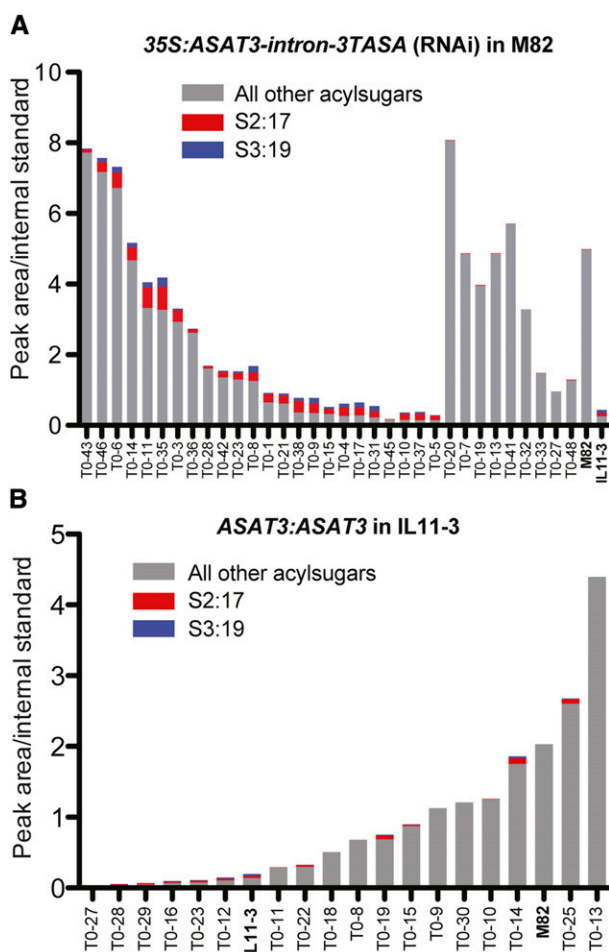 A
35S:ASAT3-intron-3TASA (RNAi) in M82
Peak area/internal standard
10
8
6
4
2
0
All other acylsugars
S2:17
S3:19
T0-43
T0-46
T0-6
T0-14
T0-11
T0-35
T0-3
T0-36
T0-28
T0-42
T0-23
T0-8
T0-1
T0-21
T0-38
T0-9
T0-15
T0-4
T0-17
T0-31
T0-45
T0-10
T0-37
T0-5
T0-20
T0-7
T0-19
T0-13
T0-41
T0-32
T0-33
T0-27
T0-48
M82
IL11-3
B
ASAT3:ASAT3 in IL11-3
Peak area/internal standard
5
4
3
2
1
0
All other acylsugars
S2:17
S3:19
T0-27
T0-28
T0-29
T0-16
T0-23
T0-12
L11-3
T0-11
T0-22
T0-18
T0-8
T0-19
T0-15
T0-9
T0-30
T0-10
T0-14
M82
T0-25
0-13